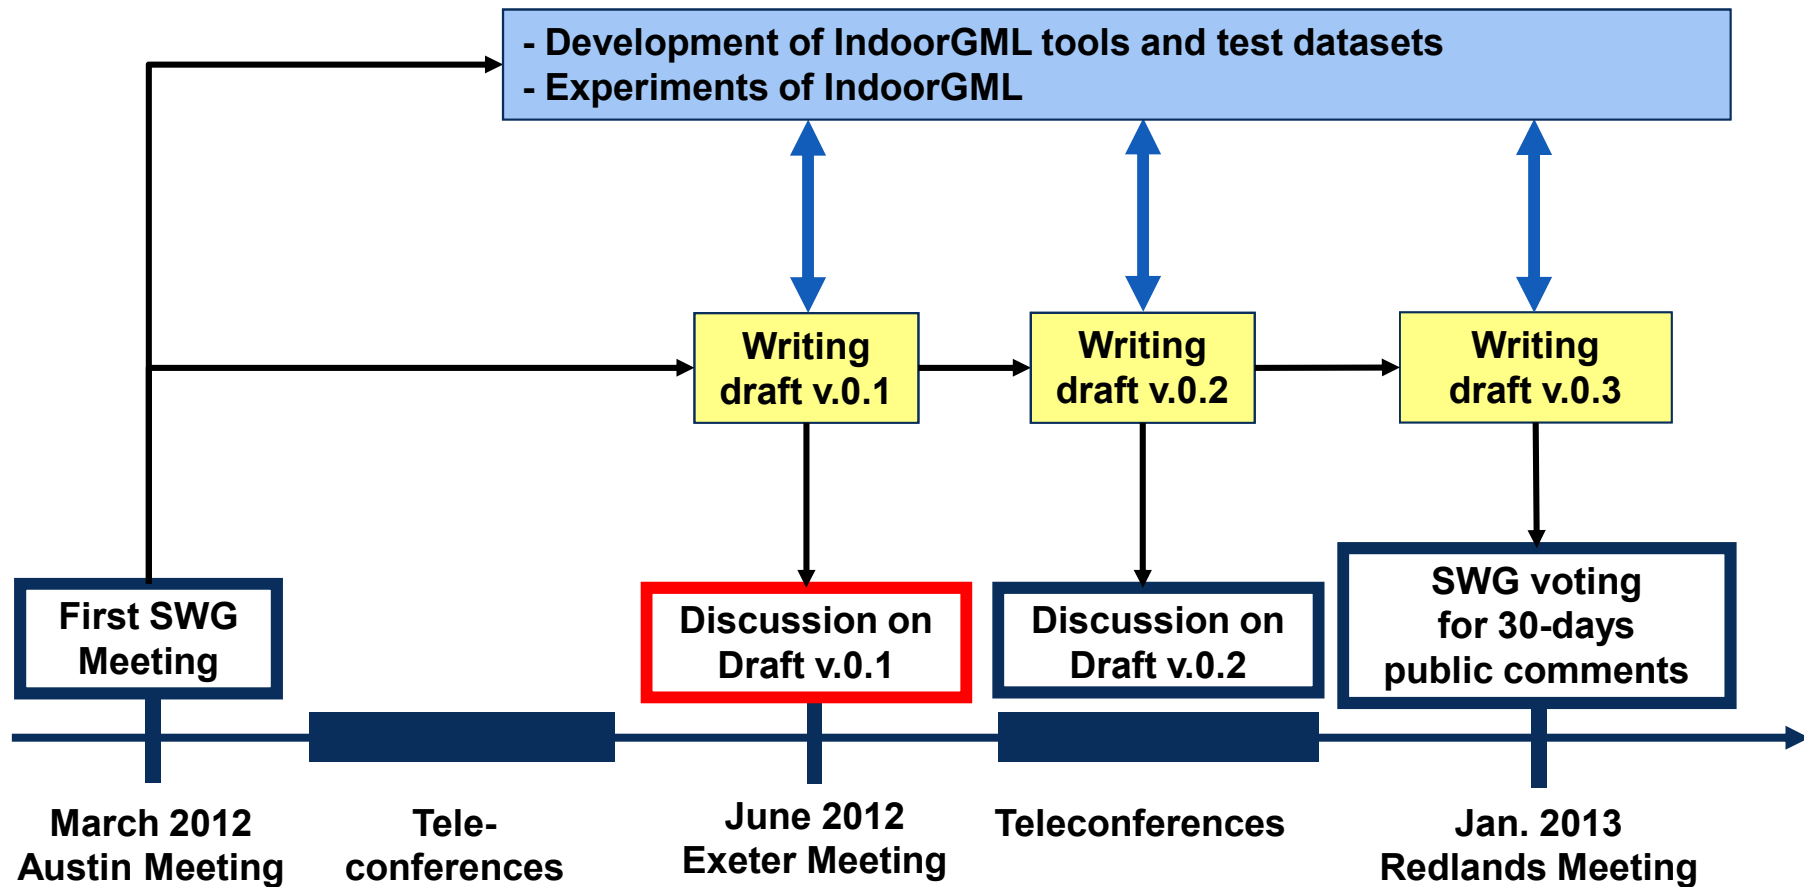 - Development of IndoorGML tools and test datasets
- Experiments of IndoorGML
Writing
draft v.0.1
Writing
draft v.0.2
Writing
draft v.0.3
First SWG
Meeting
Discussion on
Draft v.0.1
Discussion on
Draft v.0.2
SWG voting
for 30-days
public comments
March 2012
Austin Meeting
Tele-
conferences
June 2012
Exeter Meeting
Teleconferences
Jan. 2013
Redlands Meeting